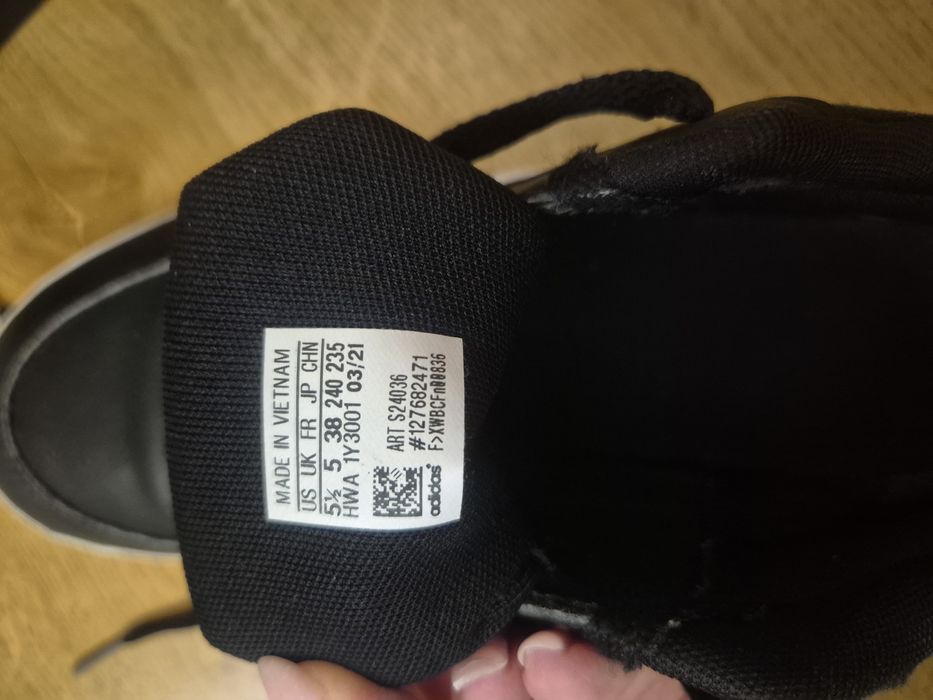 MADE IN VIETNAM
US UK FR JP CHN
5½ 5 38 240 235
HWA 1Y3001 03/21
ART S24036
#127682471
adidas® F>XWBCFn00836